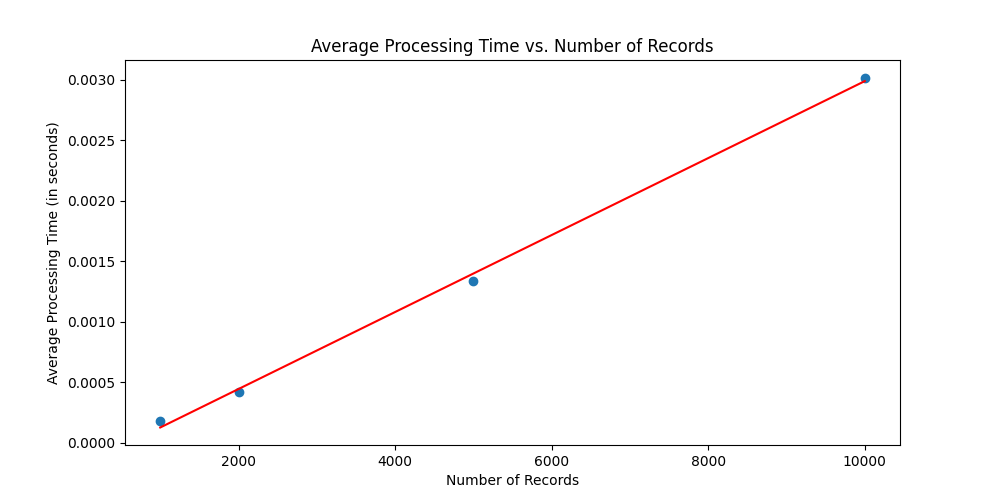 Average Processing Time vs. Number of Records
Average Processing Time (in seconds)
0.0030
0.0025
0.0020
0.0015
0.0010
0.0005
0.0000
2000 4000 6000 8000 10000
Number of Records